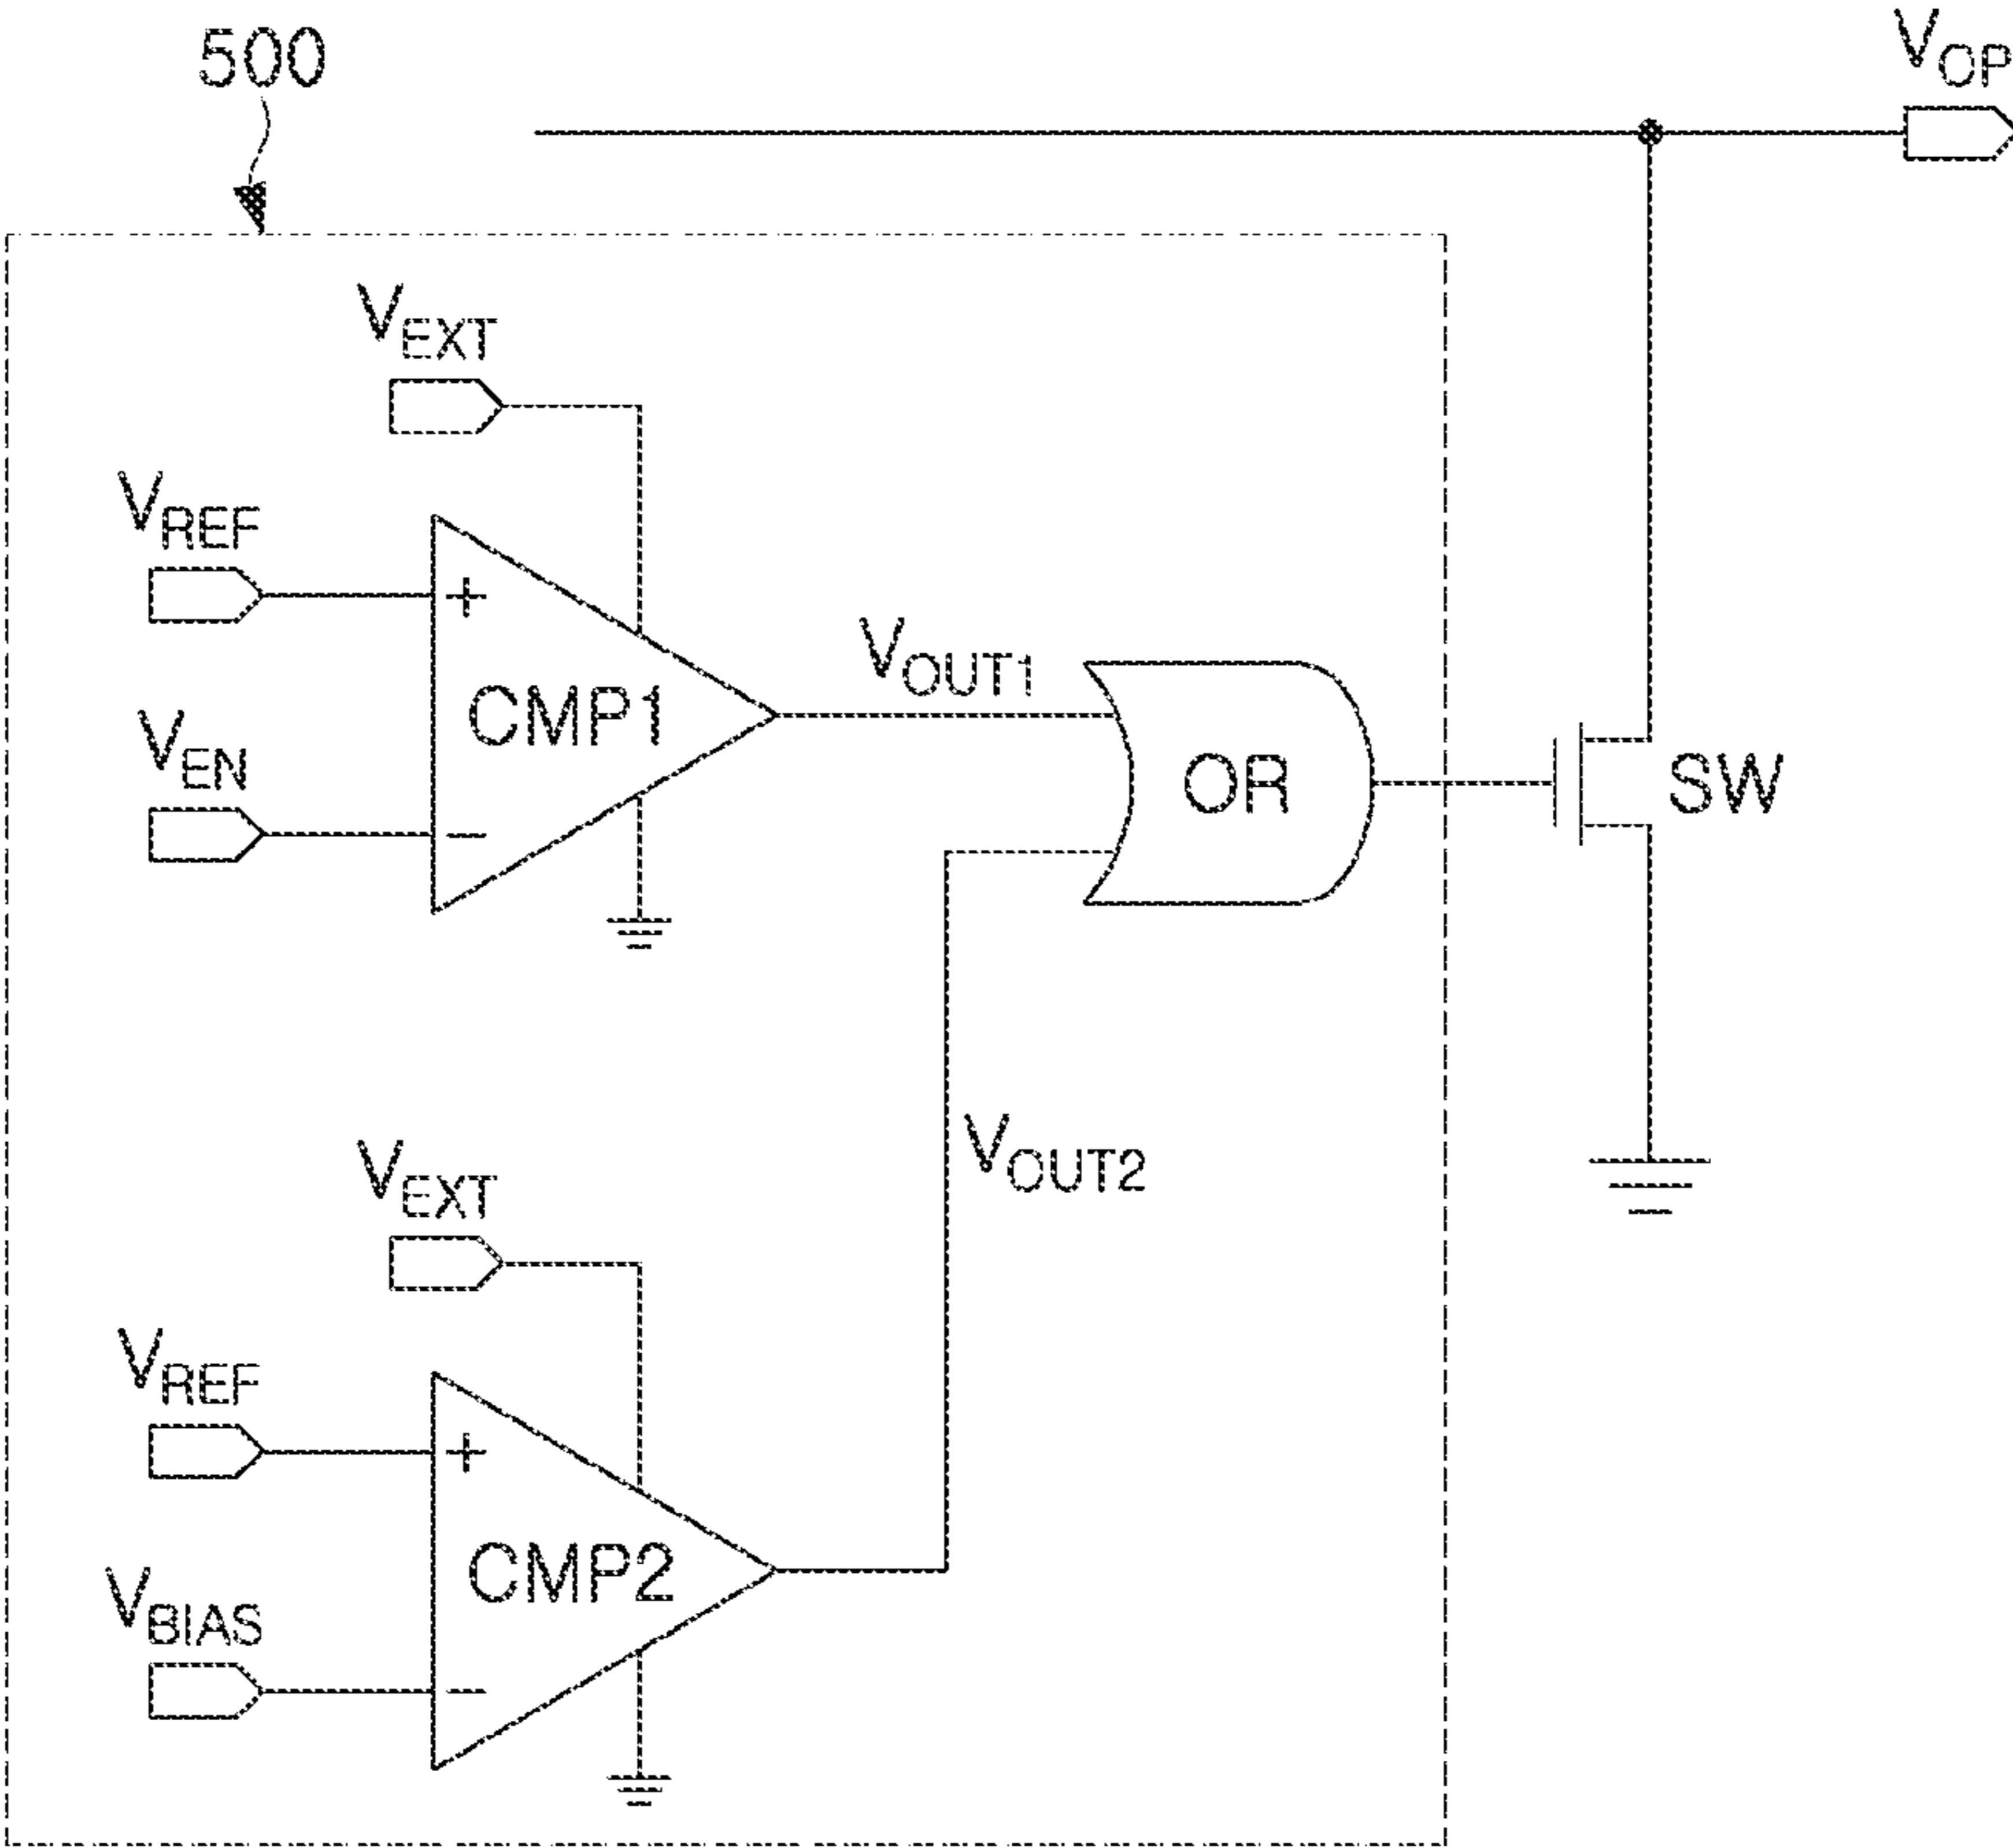 500
VOP
VEXT
VREF
+
CMP1
VEN
−
VOUT1
OR
SW
VOUT2
VEXT
VREF
+
CMP2
VBIAS
−